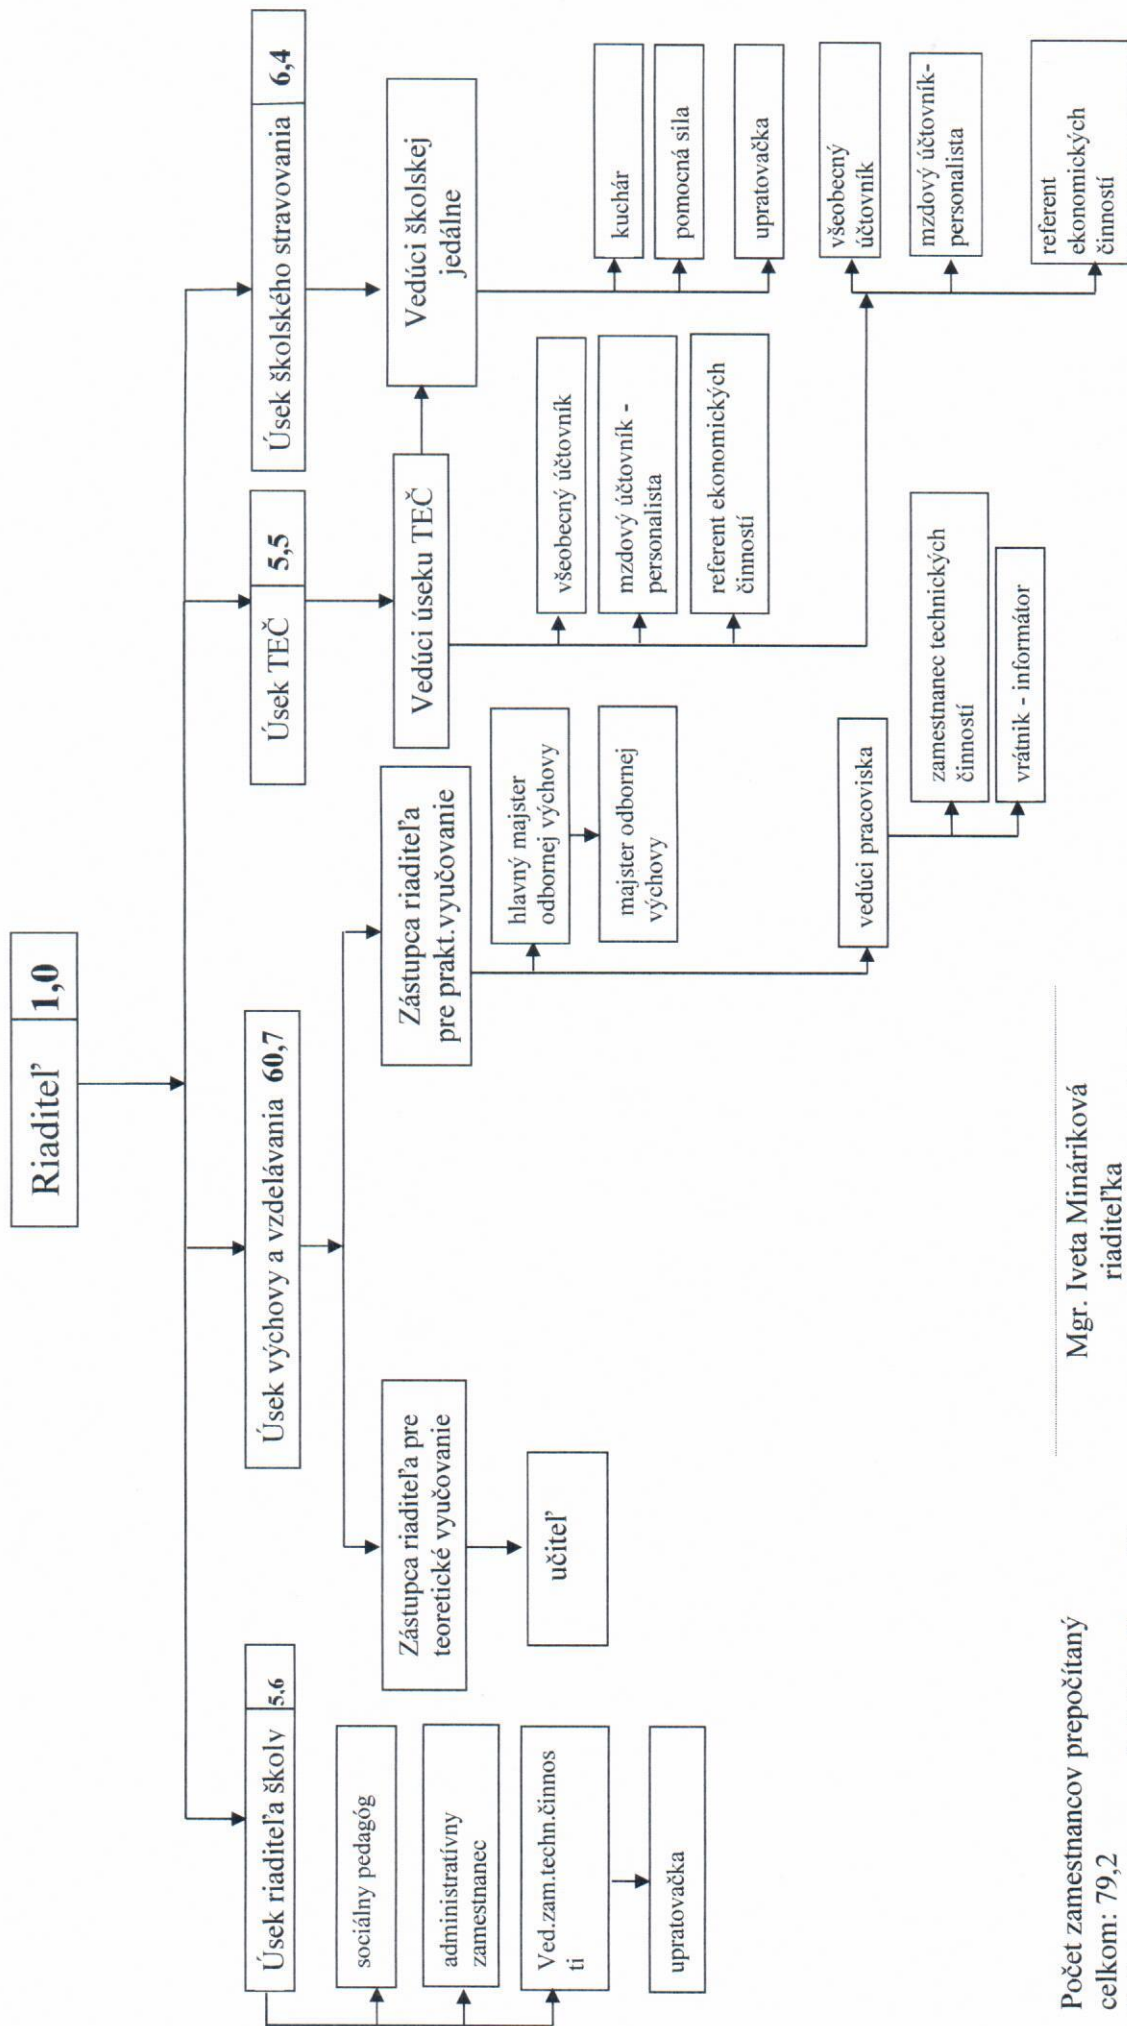 Riaditeľ 1,0
Úsek riaditeľa školy 5,6
Úsek výchovy a vzdelávania 60,7
Úsek TEČ 5,5
Úsek školského stravovania 6,4
sociálny pedagóg
administratívny
zamestnanec
Ved.zam.techn.činnos
ti
upratovačka
Zástupca riaditeľa pre
teoretické vyučovanie
učiteľ
Zástupca riaditeľa
pre prakt.vyučovanie
hlavný majster
odbornej výchovy
majster odbornej
výchovy
vedúci pracoviska
zamestnanec technických
činností
vrátnik - informátor
Vedúci úseku TEČ
všeobecný účtovník
mzdový účtovník -
personalista
referent ekonomických
činností
Vedúci školskej
jedálne
kuchár
pomocná sila
upratovačka
všeobecný
účtovník
mzdový účtovník-
personalista
referent
ekonomických
činností
Počet zamestnancov prepočítaný
celkom: 79,2
Mgr. Iveta Mináriková
riaditeľka